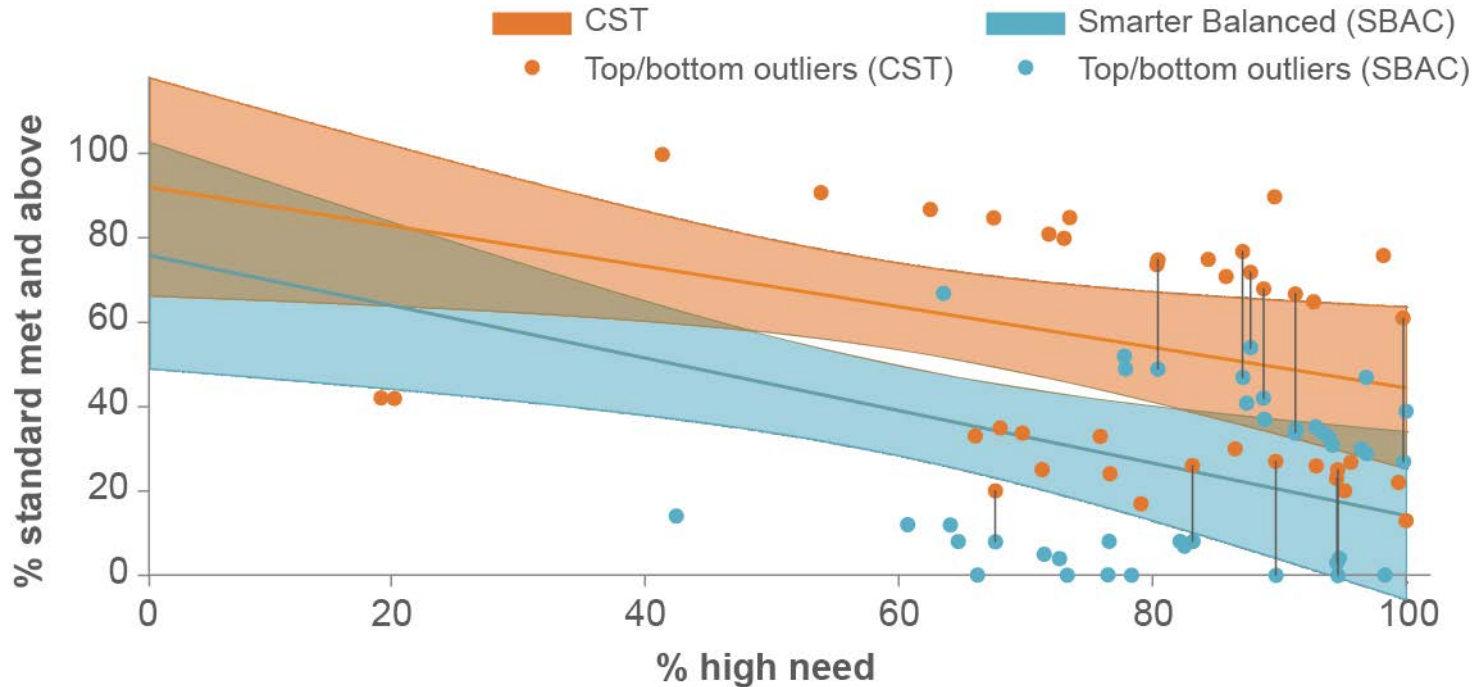 CST
Smarter Balanced (SBAC)
Top/bottom outliers (CST)
Top/bottom outliers (SBAC)
% standard met and above
100
80
60
40
20
0
0
20
40
60
80
100
% high need